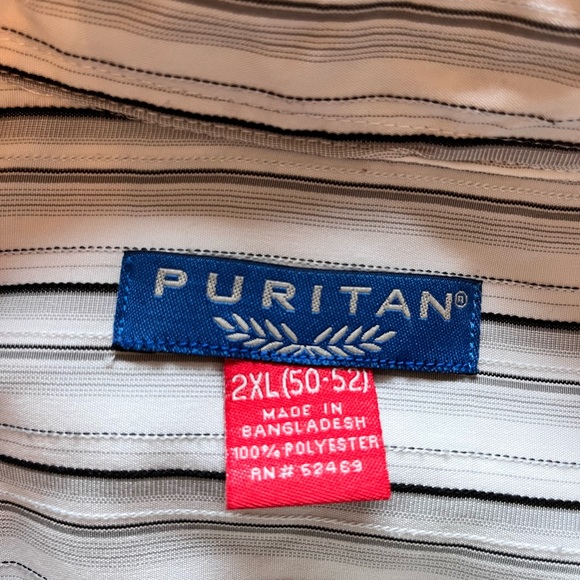 PURITAN®
2XL(50-52)
MADE IN
BANGLADESH
100% POLYESTER
RN# 52469